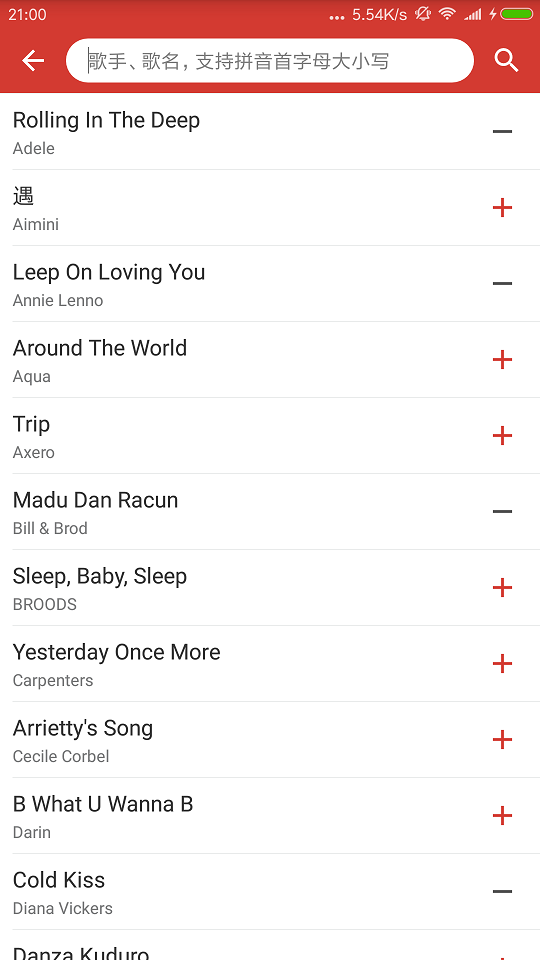 21:00
... 5.54K/s
歌手、歌名，支持拼音首字母大小写
Rolling In The Deep
Adele
遇
Aimini
Leep On Loving You
Annie Lenno
Around The World
Aqua
Trip
Axero
Madu Dan Racun
Bill & Brod
Sleep, Baby, Sleep
BROODS
Yesterday Once More
Carpenters
Arrietty's Song
Cecile Corbel
B What U Wanna B
Darin
Cold Kiss
Diana Vickers
Danza Kuduro